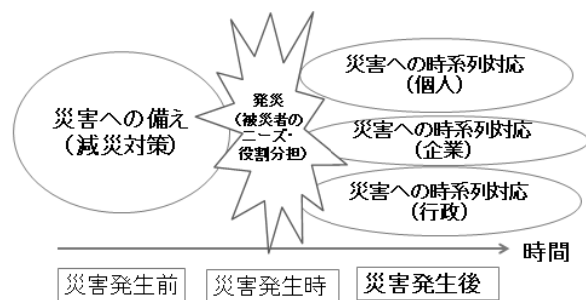 災害への備え
（減災対策）
発災
（被災者の
ニーズ・
役割分担）
災害への時系列対応
（個人）
災害への時系列対応
（企業）
災害への時系列対応
（行政）
時間
災害発生前
災害発生時
災害発生後